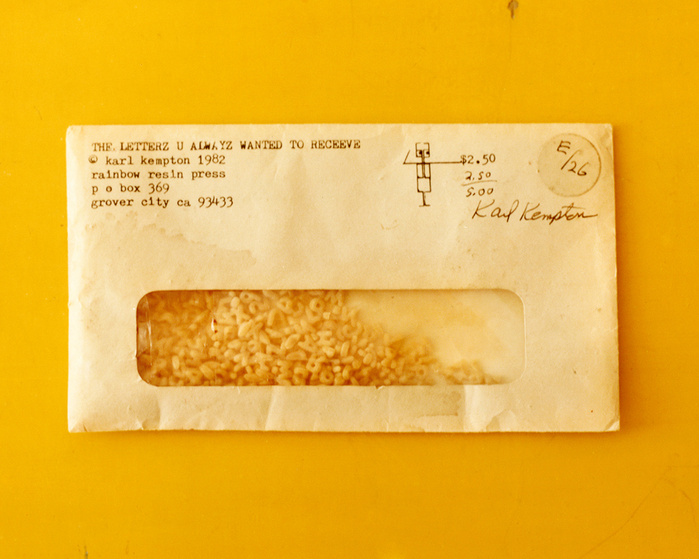 THE LETTERZ U ALWAYZ WANTED TO RECEEVE
© karl kempton 1982
rainbow resin press
p o box 369
grover city ca 93433
$2.50
2.50
5.00
Karl Kempton
E/26